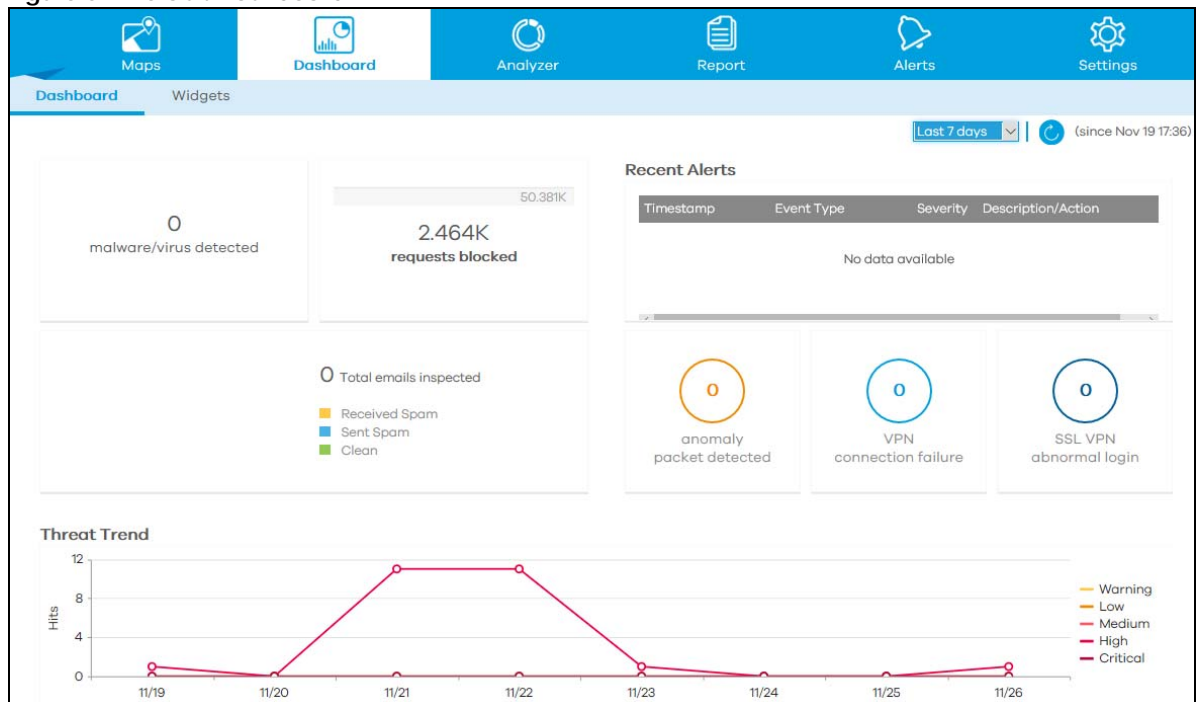 Maps
Dashboard
Analyzer
Report
Alerts
Settings
Dashboard
Widgets
Last 7 days
(since Nov 19 17:36)
0
malware/virus detected
50.381K
2.464K
requests blocked
Recent Alerts
Timestamp Event Type Severity Description/Action
No data available
0 Total emails inspected
Received Spam
Sent Spam
Clean
0
anomaly
packet detected
0
VPN
connection failure
0
SSL VPN
abnormal login
Threat Trend
12
8
4
0
Hits
11/19 11/20 11/21 11/22 11/23 11/24 11/25 11/26
Warning
Low
Medium
High
Critical